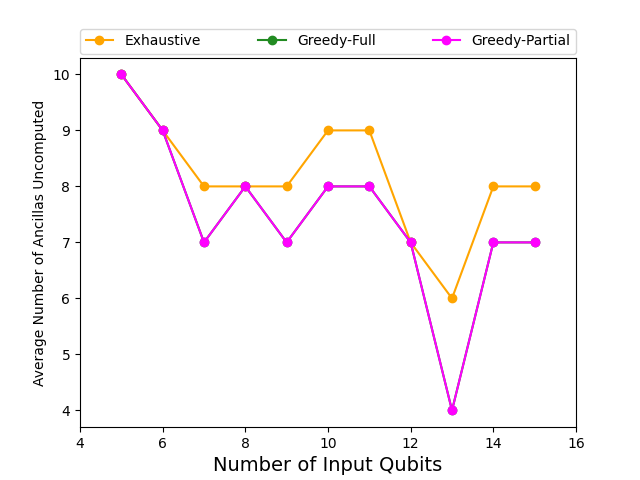 Exhaustive Greedy-Full Greedy-Partial
10
9
8
7
6
5
4
Average Number of Ancillas Uncomputed
4 6 8 10 12 14 16
Number of Input Qubits